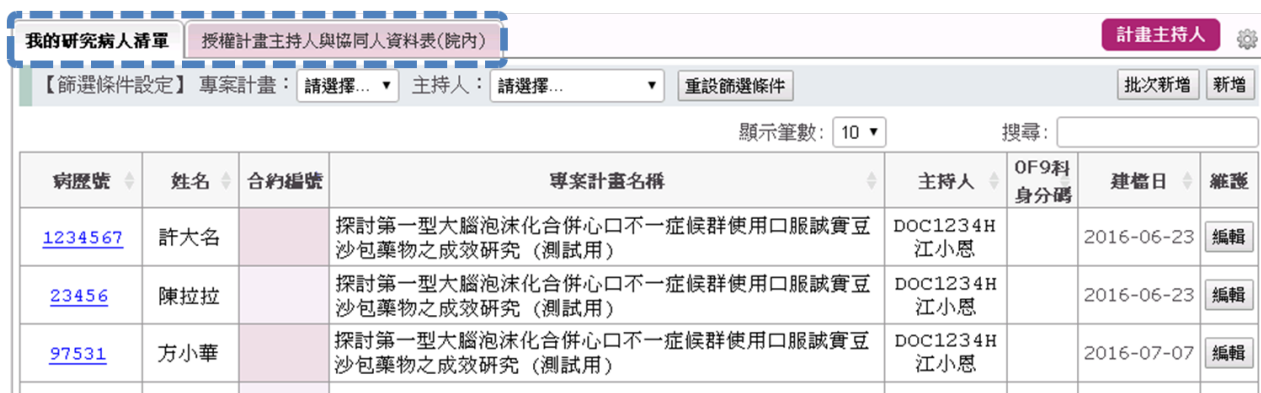 我的研究病人清單 授權計畫主持人與協同人資料表(院內) 計畫主持人
【篩選條件設定】 專案計畫： 請選擇... 主持人： 請選擇... 重設篩選條件 批次新增 新增
顯示筆數: 10 搜尋:
病歷號 姓名 合約編號 專案計畫名稱 主持人 OF9科 建檔日 維護
身分碼
1234567 許大名 探討第一型大腦泡沫化合併心口不一症候群使用口服誠實豆 DOC1234H 2016-06-23 編輯
沙包藥物之成效研究 (測試用) 江小恩
23456 陳拉拉 探討第一型大腦泡沫化合併心口不一症候群使用口服誠實豆 DOC1234H 2016-06-23 編輯
沙包藥物之成效研究 (測試用) 江小恩
97531 方小華 探討第一型大腦泡沫化合併心口不一症候群使用口服誠實豆 DOC1234H 2016-07-07 編輯
沙包藥物之成效研究 (測試用) 江小恩